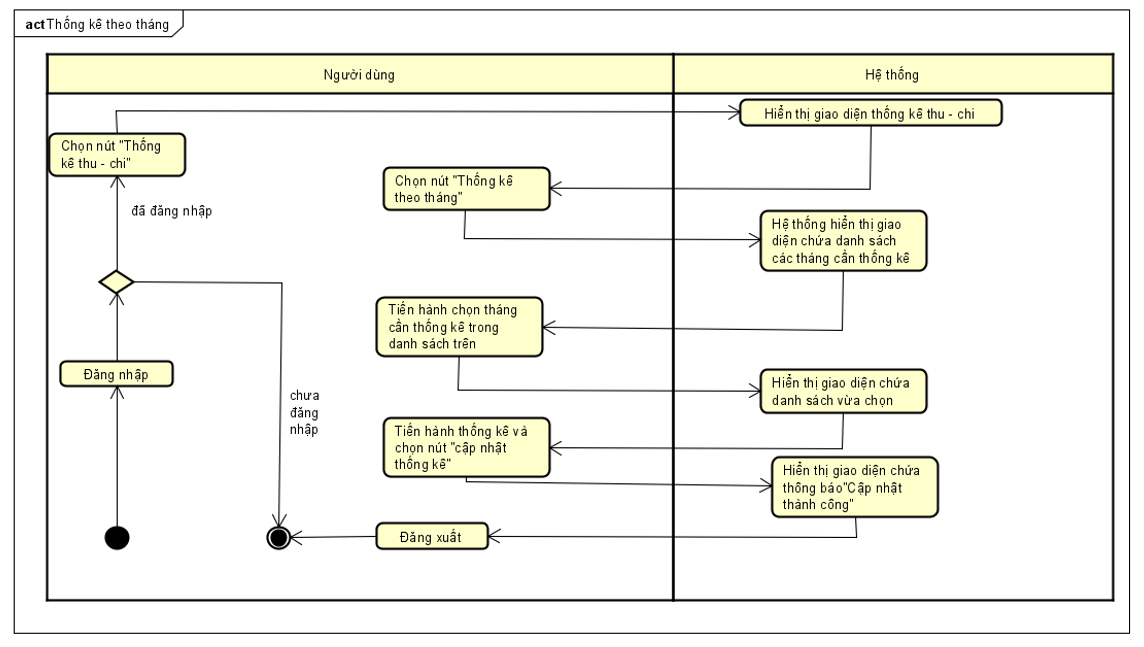 act Thống kê theo tháng
Người dùng
Hệ thống
Hiển thị giao diện thống kê thu - chi
Chọn nút "Thống
kê thu - chi"
Chọn nút "Thống kê
theo tháng"
đã đăng nhập
Hệ thống hiển thị giao
diện chứa danh sách
các tháng cần thống kê
Tiến hành chọn tháng
cần thống kê trong
danh sách trên
Đăng nhập
Hiển thị giao diện chứa
danh sách vừa chọn
chưa
đăng
nhập
Tiến hành thống kê và
chọn nút "cập nhật
thống kê"
Hiển thị giao diện chứa
thông báo"Cập nhật
thành công"
Đăng xuất